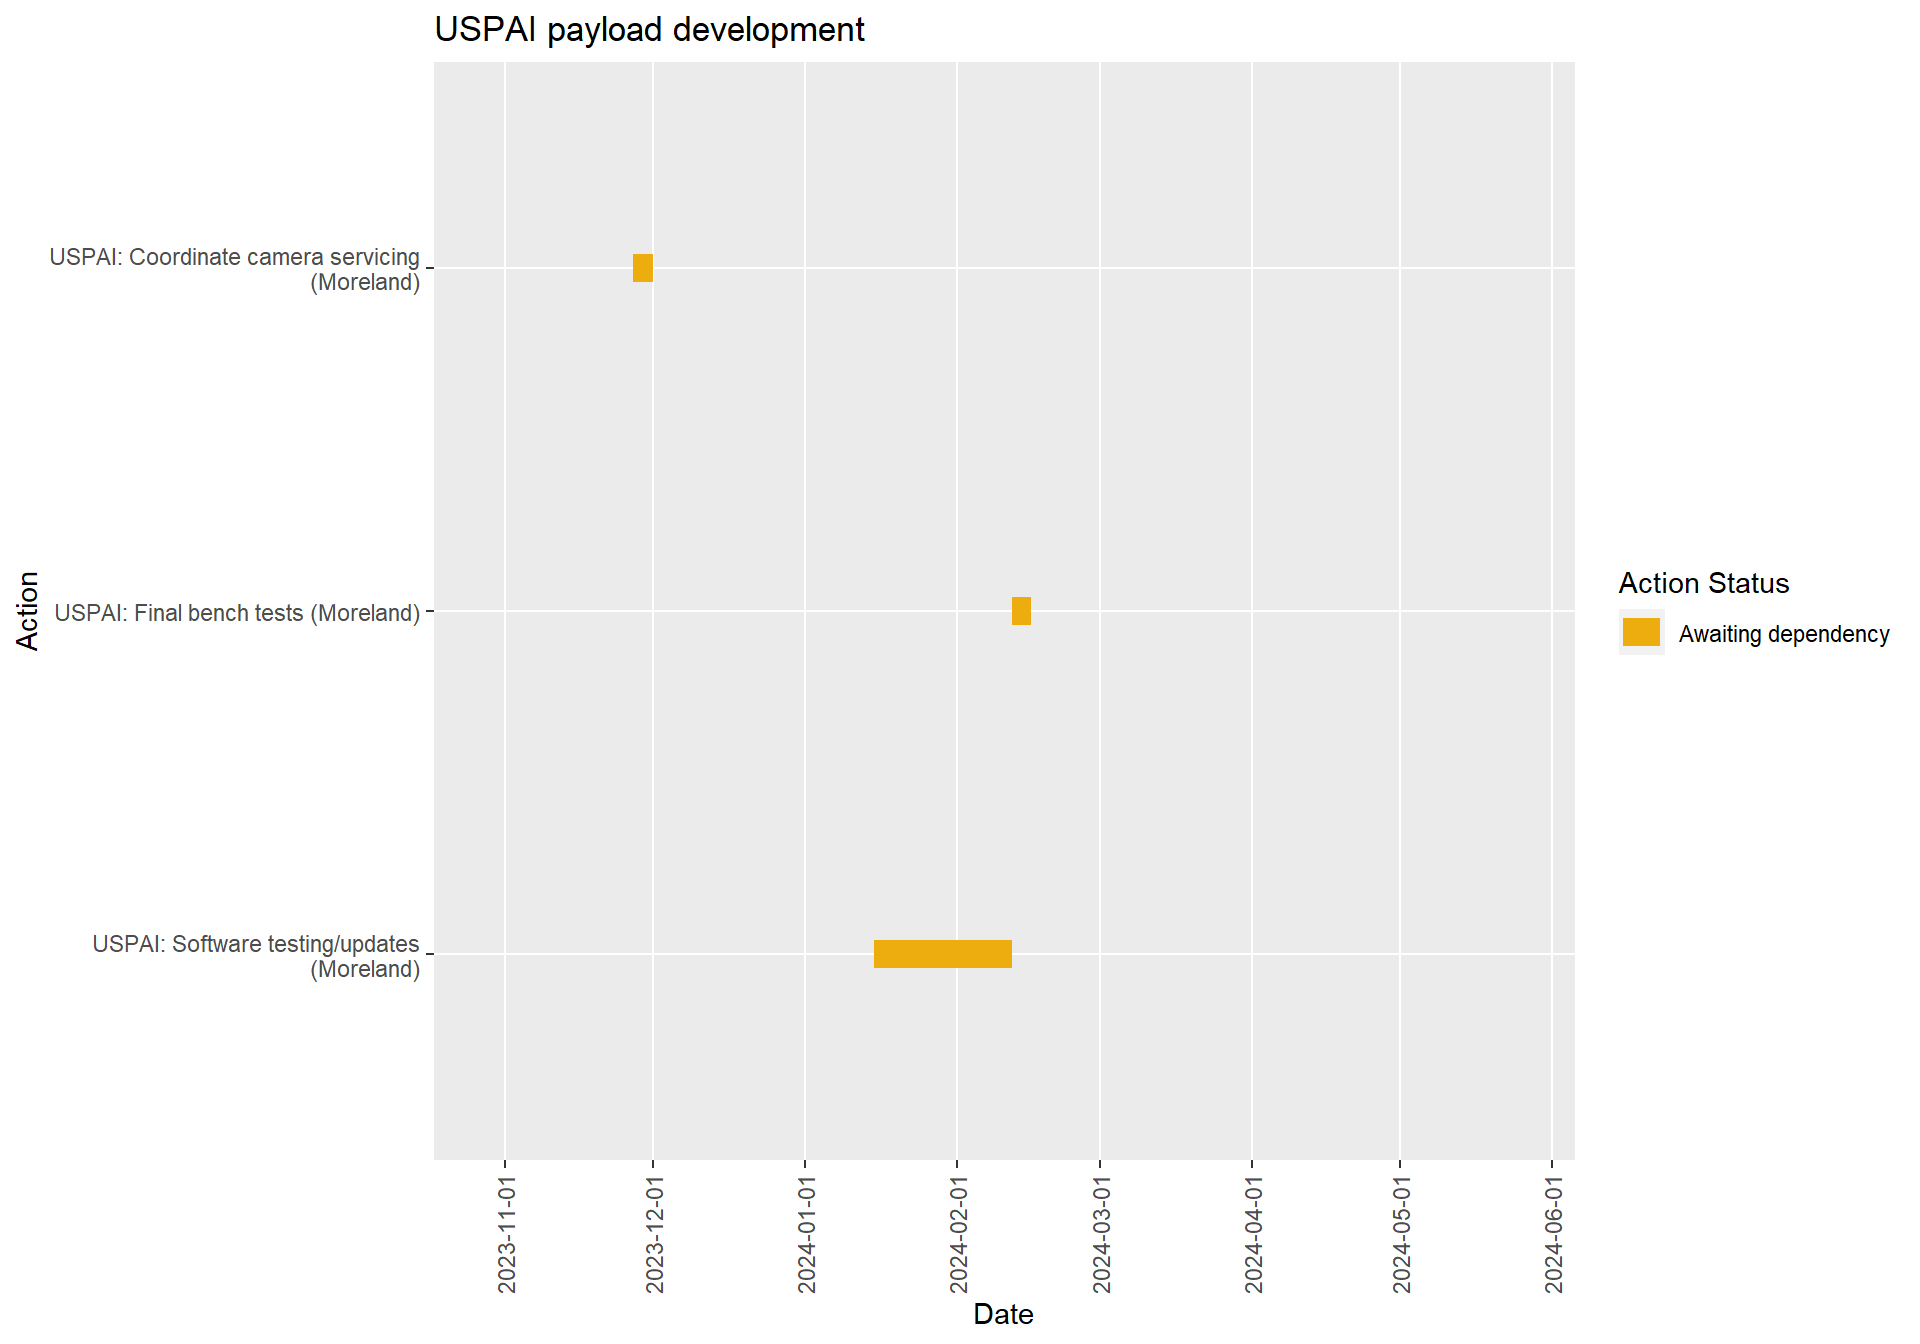 USPAI payload development
Action
USPAI: Coordinate camera servicing
(Moreland)
USPAI: Final bench tests (Moreland)
USPAI: Software testing/updates
(Moreland)
2023-11-01
2023-12-01
2024-01-01
2024-02-01
2024-03-01
2024-04-01
2024-05-01
2024-06-01
Date
Action Status
Awaiting dependency